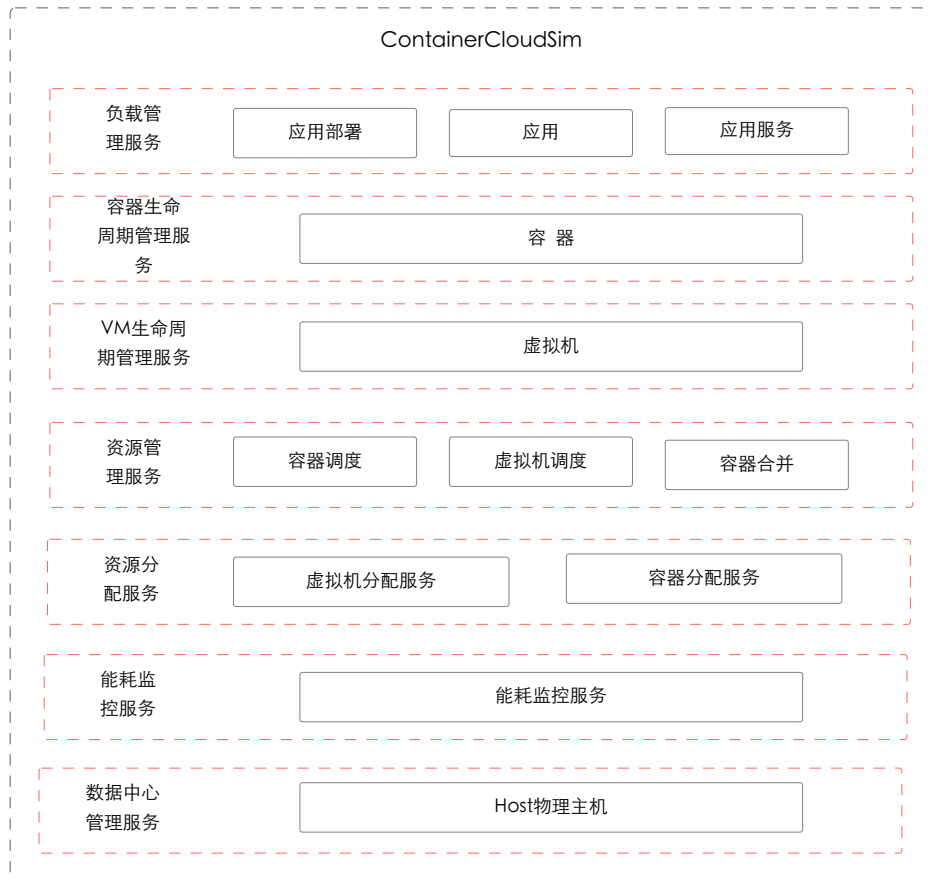 ContainerCloudSim
负载管
理服务
应用部署
应用
应用服务
容器生命
周期管理服
务
容 器
VM生命周
期管理服务
虚拟机
资源管
理服务
容器调度
虚拟机调度
容器合并
资源分
配服务
虚拟机分配服务
容器分配服务
能耗监
控服务
能耗监控服务
数据中心
管理服务
Host物理主机